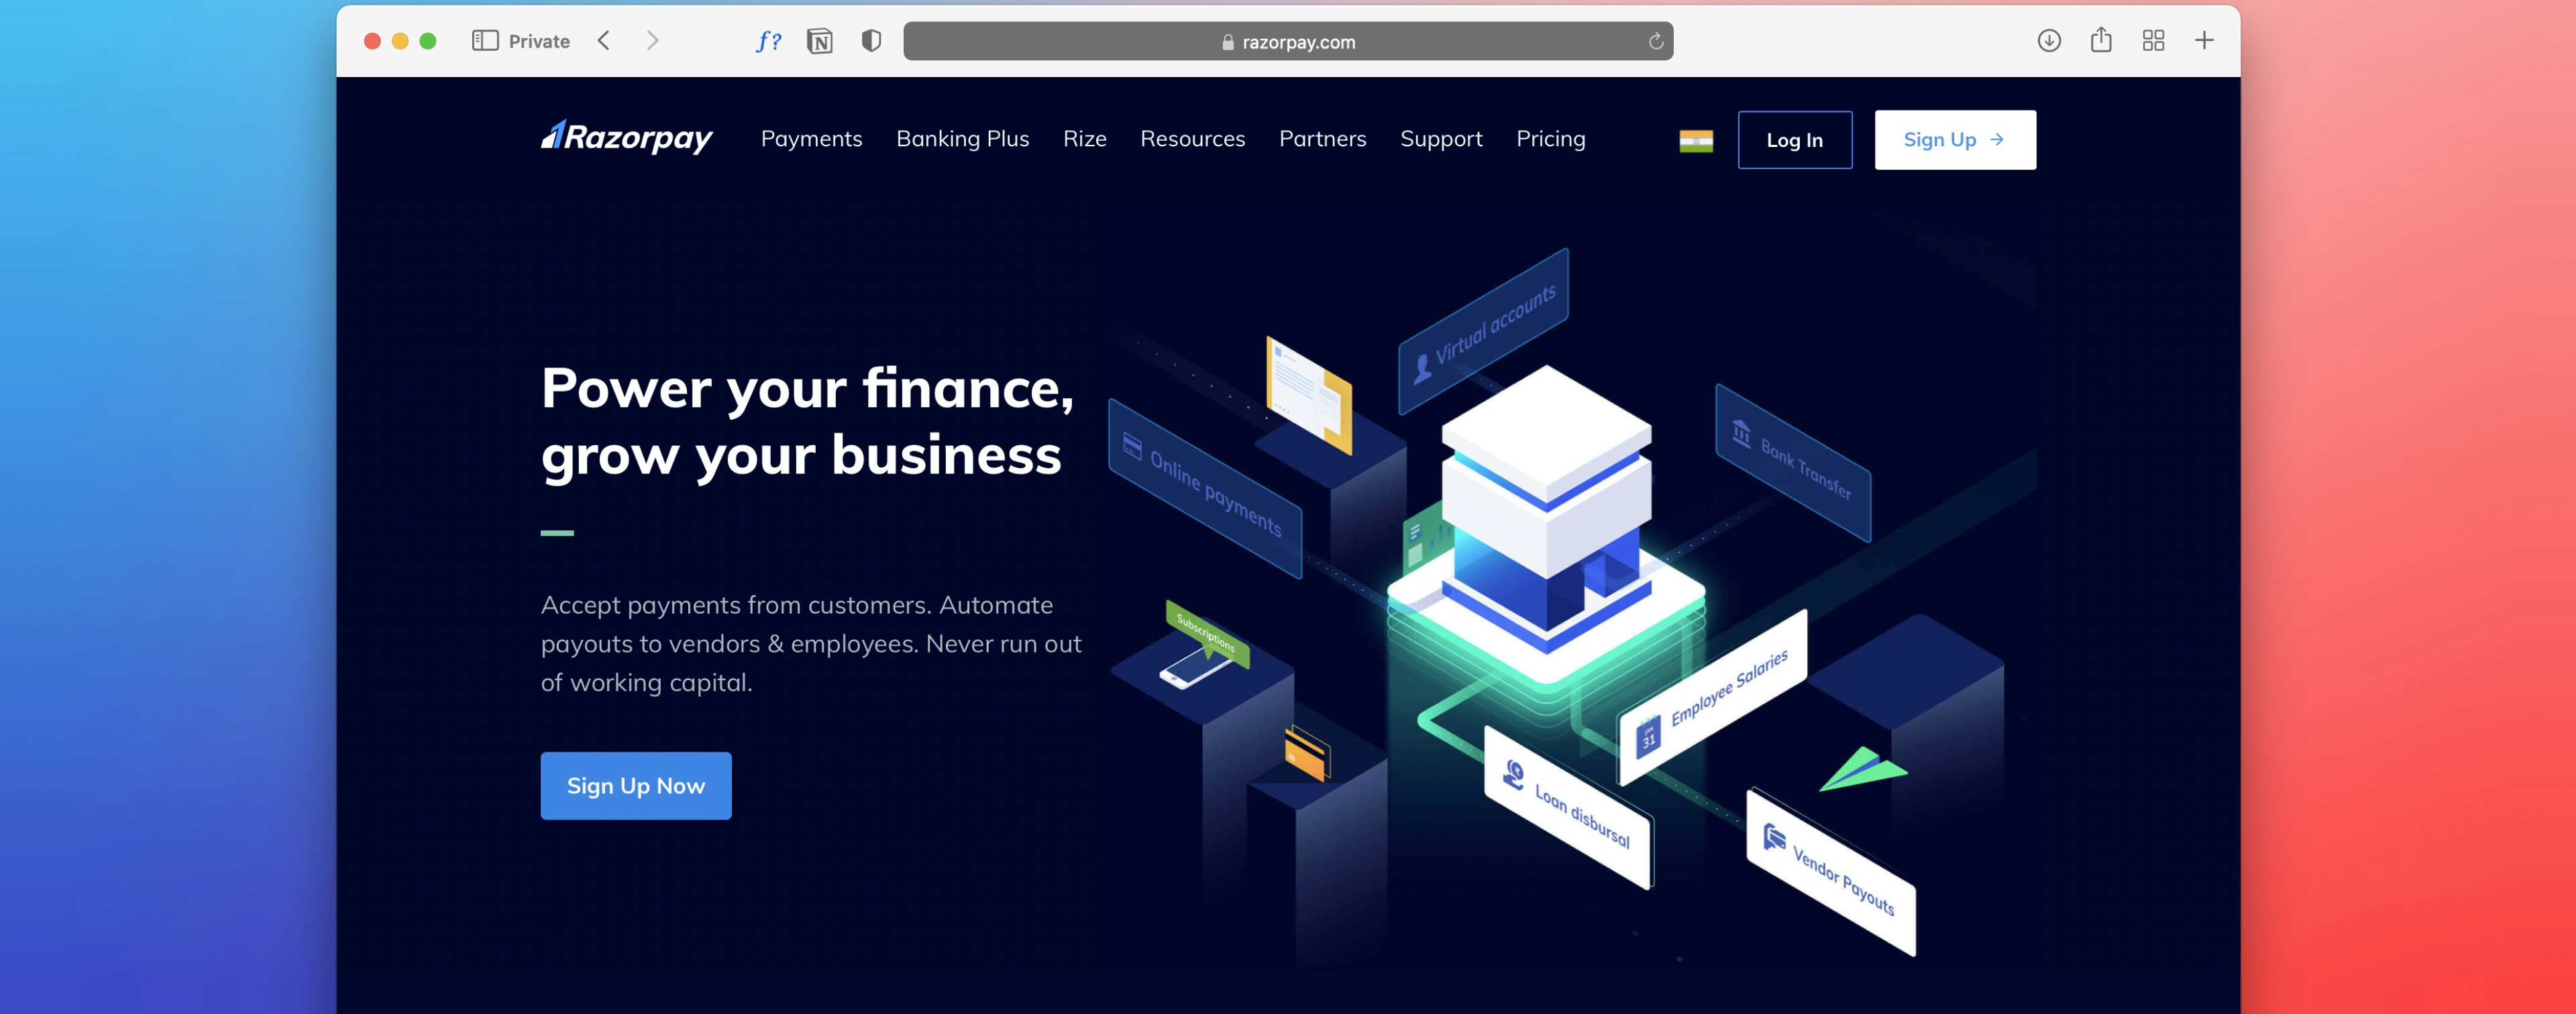 Private
f?
N
razorpay.com
Razorpay
Payments
Banking Plus
Rize
Resources
Partners
Support
Pricing
Log In
Sign Up →
Power your finance,
grow your business
Accept payments from customers. Automate
payouts to vendors & employees. Never run out
of working capital.
Sign Up Now
Virtual accounts
Online payments
Bank Transfer
Subscriptions
Employee Salaries
JAN
31
Loan disbursal
Vendor Payouts